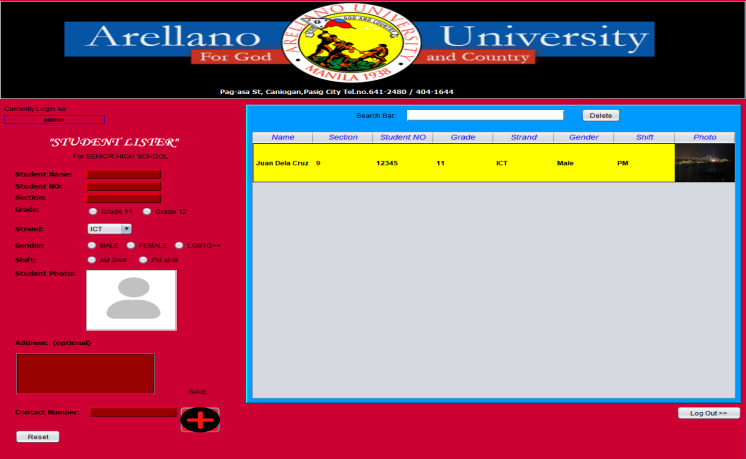 ARELLANO UNIVERSITY
GOD AND COUNTRY
MANILA 1938
Arellano University
For God and Country
Pag-asa St, Caniogan,Pasig City Tel.no.641-2480 / 404-1644
Currently Login As:
admin
"STUDENT LISTER"
For SENIOR HIGH SCHOOL
Student Name:
Student NO:
Section:
Grade: Grade 11 Grade 12
Strand: ICT
Gender: MALE FEMALE LGBTQ++
Shift: AM Shift PM shift
Student Photo:
Address: (optional)
SAVE
Contact Number:
Reset
Search Bar: Delete
Name Section Student NO Grade Strand Gender Shift Photo
Juan Dela Cruz 9 12345 11 ICT Male PM
Log Out >>